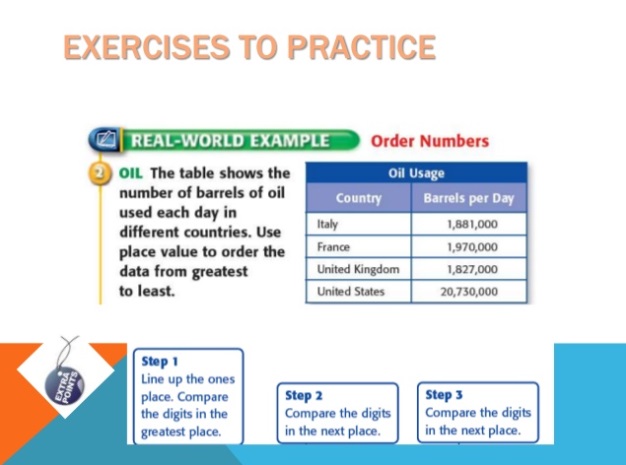 EXERCISES TO PRACTICE
REAL-WORLD EXAMPLE Order Numbers
2 OIL The table shows the
number of barrels of oil
used each day in
different countries. Use
place value to order the
data from greatest
to least.
Oil Usage
Country Barrels per Day
Italy 1,881,000
France 1,970,000
United Kingdom 1,827,000
United States 20,730,000
EXTRA
POINTS
Step 1
Line up the ones
place. Compare
the digits in the
greatest place.
Step 2
Compare the digits
in the next place.
Step 3
Compare the digits
in the next place.